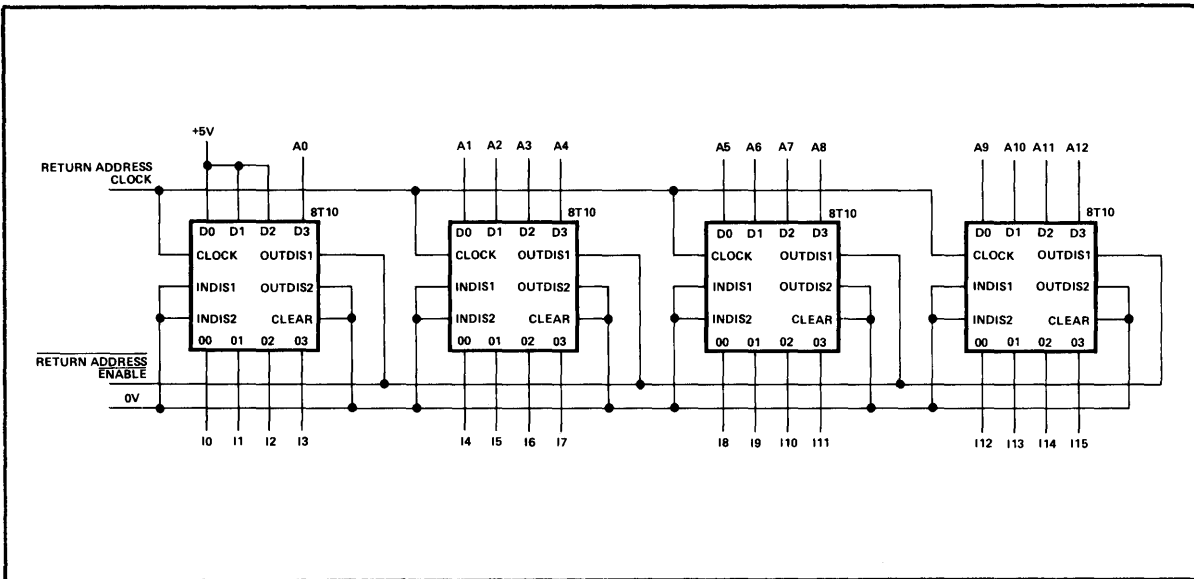 +5V A0 A1 A2 A3 A4 A5 A6 A7 A8 A9 A10 A11 A12
RETURN ADDRESS
CLOCK
8T10 8T10 8T10 8T10
D0 D1 D2 D3 D0 D1 D2 D3 D0 D1 D2 D3 D0 D1 D2 D3
CLOCK OUTDIS1 CLOCK OUTDIS1 CLOCK OUTDIS1 CLOCK OUTDIS1
INDIS1 OUTDIS2 INDIS1 OUTDIS2 INDIS1 OUTDIS2 INDIS1 OUTDIS2
INDIS2 CLEAR INDIS2 CLEAR INDIS2 CLEAR INDIS2 CLEAR
00 01 02 03 00 01 02 03 00 01 02 03 00 01 02 03
RETURN ADDRESS
ENABLE
0V
I0 I1 I2 I3 I4 I5 I6 I7 I8 I9 I10 I11 I12 I13 I14 I15